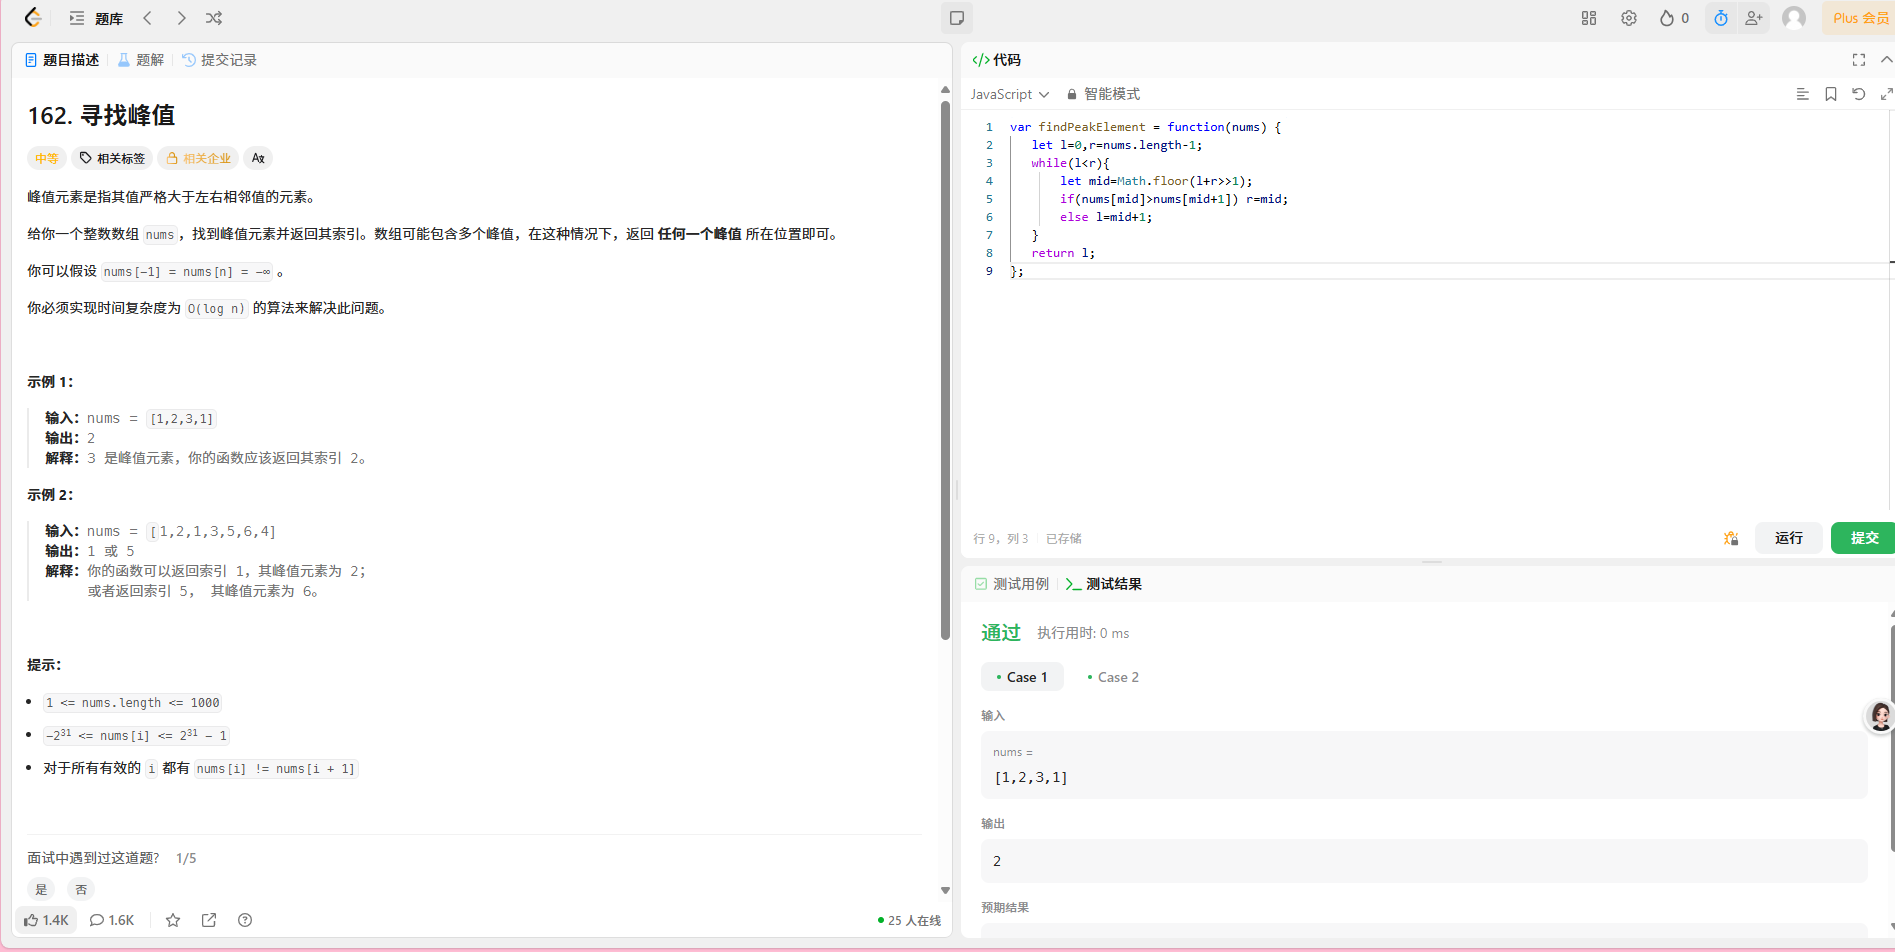 题库
0
Plus 会员
题目描述
题解
提交记录
162. 寻找峰值
中等
相关标签
相关企业
峰值元素是指其值严格大于左右相邻值的元素。
给你一个整数数组 nums，找到峰值元素并返回其索引。数组可能包含多个峰值，在这种情况下，返回 任何一个峰值 所在位置即可。
你可以假设 nums[-1] = nums[n] = -∞ 。
你必须实现时间复杂度为 O(log n) 的算法来解决此问题。
示例 1：
输入：nums = [1,2,3,1]
输出：2
解释：3 是峰值元素，你的函数应该返回其索引 2。
示例 2：
输入：nums = [1,2,1,3,5,6,4]
输出：1 或 5
解释：你的函数可以返回索引 1，其峰值元素为 2；
或者返回索引 5， 其峰值元素为 6。
提示：
1 <= nums.length <= 1000
-2³¹ <= nums[i] <= 2³¹ - 1
对于所有有效的 i 都有 nums[i] != nums[i + 1]
面试中遇到过这道题? 1/5
是
否
1.4K
1.6K
25 人在线
</> 代码
JavaScript
智能模式
1 var findPeakElement = function(nums) {
2 let l=0,r=nums.length-1;
3 while(l<r){
4 let mid=Math.floor(l+r>>1);
5 if(nums[mid]>nums[mid+1]) r=mid;
6 else l=mid+1;
7 }
8 return l;
9 };
行 9，列 3
已存储
运行
提交
测试用例
测试结果
通过
执行用时: 0 ms
Case 1
Case 2
输入
nums =
[1,2,3,1]
输出
2
预期结果